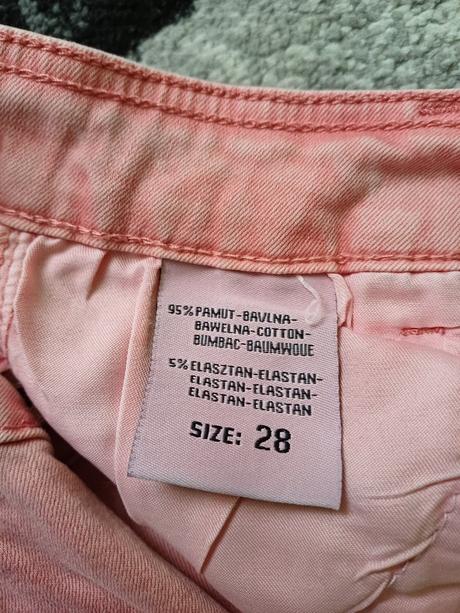 95% PAMUT-BAVLNA-
BAWELNA-COTTON-
BUMBAC-BAUMWOUE
5% ELASZTAN-ELASTAN-
ELASTAN-ELASTAN-
ELASTAN-ELASTAN
SIZE: 28